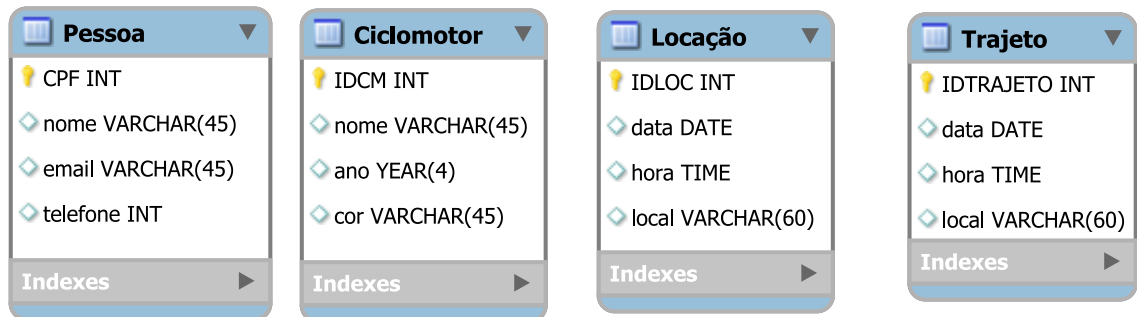 Pessoa
CPF INT
nome VARCHAR(45)
email VARCHAR(45)
telefone INT
Indexes
Ciclomotor
IDCM INT
nome VARCHAR(45)
ano YEAR(4)
cor VARCHAR(45)
Indexes
Locação
IDLOC INT
data DATE
hora TIME
local VARCHAR(60)
Indexes
Trajeto
IDTRAJETO INT
data DATE
hora TIME
local VARCHAR(60)
Indexes